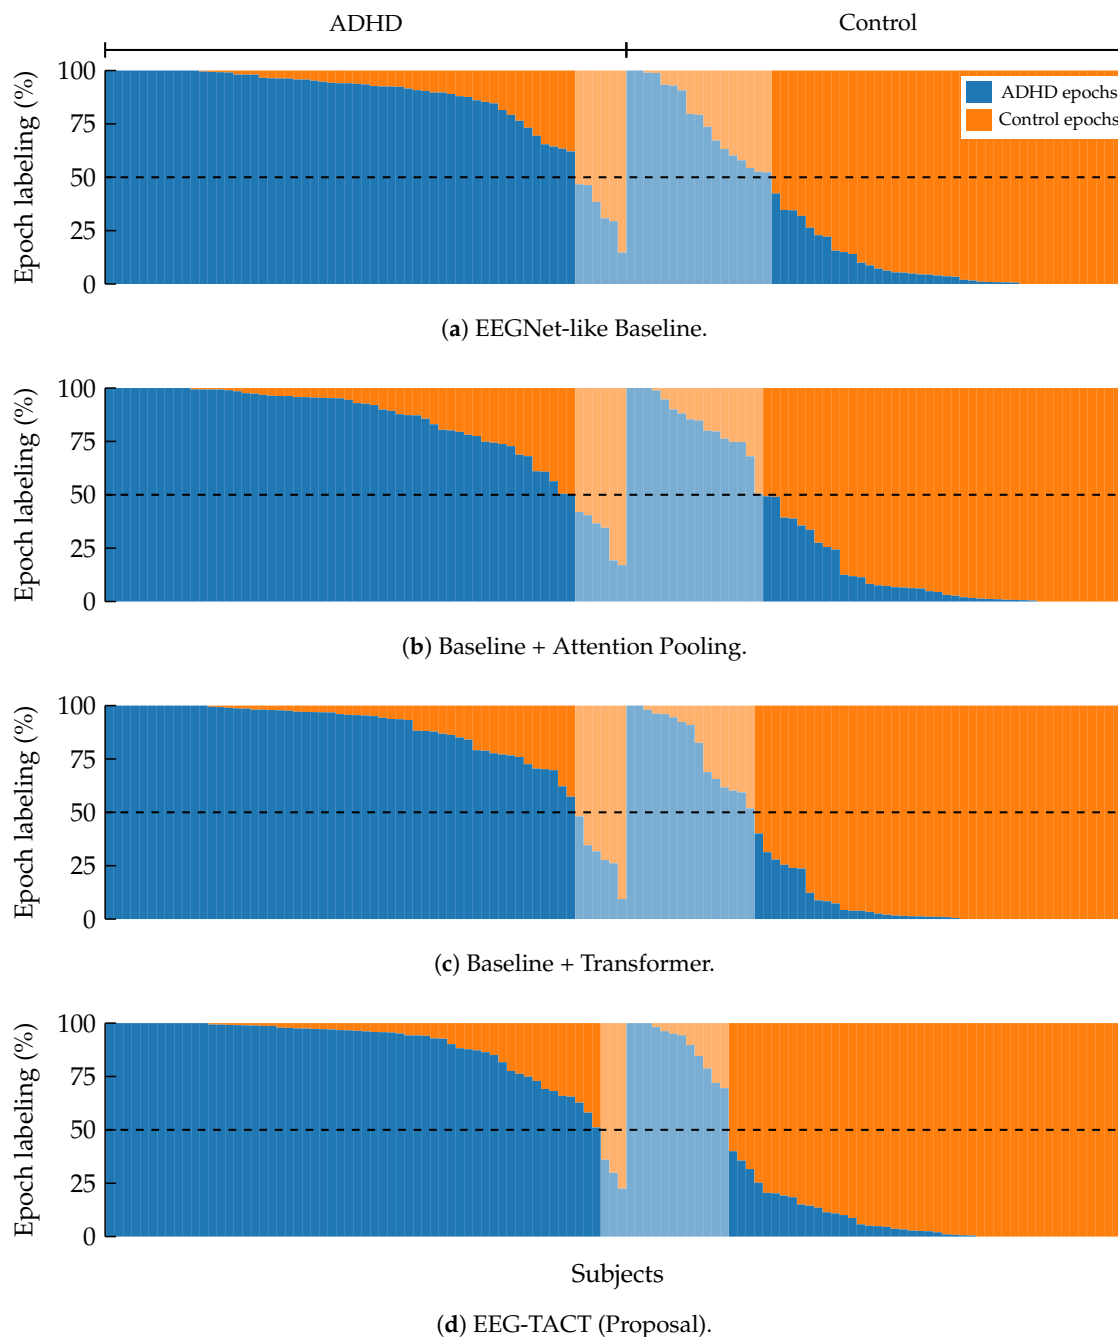 ADHD Control
100
75
50
25
0
Epoch labeling (%)
ADHD epochs
Control epochs
(a) EEGNet-like Baseline.
100
75
50
25
0
Epoch labeling (%)
(b) Baseline + Attention Pooling.
100
75
50
25
0
Epoch labeling (%)
(c) Baseline + Transformer.
100
75
50
25
0
Epoch labeling (%)
Subjects
(d) EEG-TACT (Proposal).